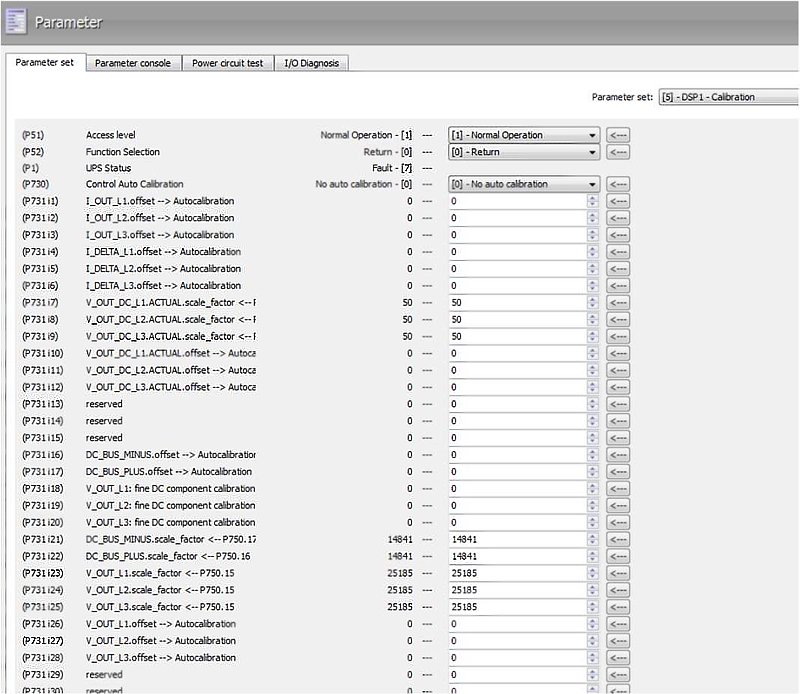 Parameter
Parameter set Parameter console Power circuit test I/O Diagnosis
Parameter set: [5] - DSP1 - Calibration
(P51) Access level Normal Operation - [1] --- [1] - Normal Operation <---
(P52) Function Selection Return - [0] --- [0] - Return <---
(P1) UPS Status Fault - [7] ---
(P730) Control Auto Calibration No auto calibration - [0] --- [0] - No auto calibration <---
(P731i1) I_OUT_L1.offset --> Autocalibration 0 --- 0 <---
(P731i2) I_OUT_L2.offset --> Autocalibration 0 --- 0 <---
(P731i3) I_OUT_L3.offset --> Autocalibration 0 --- 0 <---
(P731i4) I_DELTA_L1.offset --> Autocalibration 0 --- 0 <---
(P731i5) I_DELTA_L2.offset --> Autocalibration 0 --- 0 <---
(P731i6) I_DELTA_L3.offset --> Autocalibration 0 --- 0 <---
(P731i7) V_OUT_DC_L1.ACTUAL.scale_factor <--F 50 --- 50 <---
(P731i8) V_OUT_DC_L2.ACTUAL.scale_factor <--F 50 --- 50 <---
(P731i9) V_OUT_DC_L3.ACTUAL.scale_factor <--F 50 --- 50 <---
(P731i10) V_OUT_DC_L1.ACTUAL.offset --> Autoca 0 --- 0 <---
(P731i11) V_OUT_DC_L2.ACTUAL.offset --> Autoca 0 --- 0 <---
(P731i12) V_OUT_DC_L3.ACTUAL.offset --> Autoca 0 --- 0 <---
(P731i13) reserved 0 --- 0 <---
(P731i14) reserved 0 --- 0 <---
(P731i15) reserved 0 --- 0 <---
(P731i16) DC_BUS_MINUS.offset --> Autocalibration 0 --- 0 <---
(P731i17) DC_BUS_PLUS.offset --> Autocalibration 0 --- 0 <---
(P731i18) V_OUT_L1: fine DC component calibration 0 --- 0 <---
(P731i19) V_OUT_L2: fine DC component calibration 0 --- 0 <---
(P731i20) V_OUT_L3: fine DC component calibration 0 --- 0 <---
(P731i21) DC_BUS_MINUS.scale_factor <--P750.17 14841 --- 14841 <---
(P731i22) DC_BUS_PLUS.scale_factor <--P750.16 14841 --- 14841 <---
(P731i23) V_OUT_L1.scale_factor <--P750.15 25185 --- 25185 <---
(P731i24) V_OUT_L2.scale_factor <--P750.15 25185 --- 25185 <---
(P731i25) V_OUT_L3.scale_factor <--P750.15 25185 --- 25185 <---
(P731i26) V_OUT_L1.offset --> Autocalibration 0 --- 0 <---
(P731i27) V_OUT_L2.offset --> Autocalibration 0 --- 0 <---
(P731i28) V_OUT_L3.offset --> Autocalibration 0 --- 0 <---
(P731i29) reserved 0 --- 0 <---
(P731i30) reserved 0 --- 0 <---